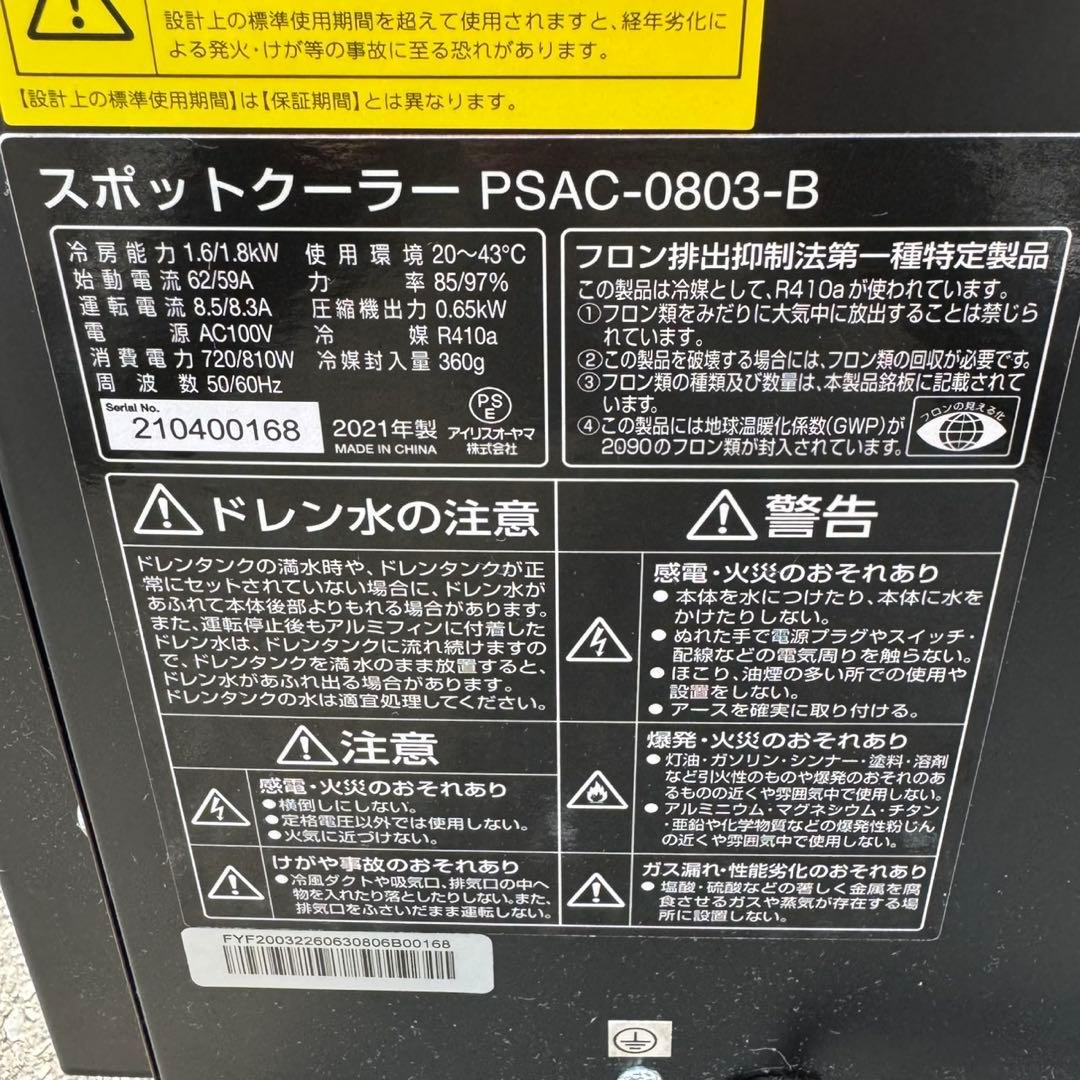 設計上の標準使用期間を超えて使用されますと、経年劣化に
よる発火・けが等の事故に至る恐れがあります。
【設計上の標準使用期間】は【保証期間】とは異なります。
スポットクーラー PSAC-0803-B
冷房能力 1.6/1.8kW 使用環境 20～43℃
始動電流 62/59A 力率 85/97%
運転電流 8.5/8.3A 圧縮機出力 0.65kW
電源 AC100V 冷媒 R410a
消費電力 720/810W 冷媒封入量 360g
周波数 50/60Hz
Serial No.
210400168
2021年製
MADE IN CHINA
PS
E
アイリスオーヤマ
株式会社
フロン排出抑制法第一種特定製品
この製品は冷媒として、R410aが使われています。
①フロン類をみだりに大気中に放出することは禁じら
れています。
②この製品を破壊する場合には、フロン類の回収が必要です。
③フロン類の種類及び数量は、本製品銘板に記載されて
います。
④この製品には地球温暖化係数(GWP)が
2090のフロン類が封入されています。
フロンの見える化
ドレン水の注意
ドレンタンクの満水時や、ドレンタンクが正
常にセットされていない場合に、ドレン水が
あふれて本体後部よりもれる場合があります。
また、運転停止後もアルミフィンに付着した
ドレン水は、ドレンタンクに流れ続けますの
で、ドレンタンクを満水のまま放置すると、
ドレン水があふれ出る場合があります。
ドレンタンクの水は適宜処理してください。
注意
感電・火災のおそれあり
●横倒しにしない。
●定格電圧以外では使用しない。
●火気に近づけない。
けがや事故のおそれあり
●冷風ダクトや吸気口、排気口の中へ
物を入れたり落としたりしない。また、
排気口をふさいだまま運転しない。
警告
感電・火災のおそれあり
●本体を水につけたり、本体に水を
かけたりしない。
●ぬれた手で電源プラグやスイッチ・
配線などの電気周りを触らない。
●ほこり、油煙の多い所での使用や
設置をしない。
●アースを確実に取り付ける。
爆発・火災のおそれあり
●灯油・ガソリン・シンナー・塗料・溶剤
など引火性のものや爆発のおそれのあ
るものの近くや雰囲気中で使用しない。
●アルミニウム・マグネシウム・チタン
・亜鉛や化学物質などの爆発性粉じん
の近くや雰囲気中で使用しない。
ガス漏れ・性能劣化のおそれあり
●塩酸・硫酸などの著しく金属を腐
食させるガスや蒸気が存在する場
所に設置しない。
FYF20032260630806B00168